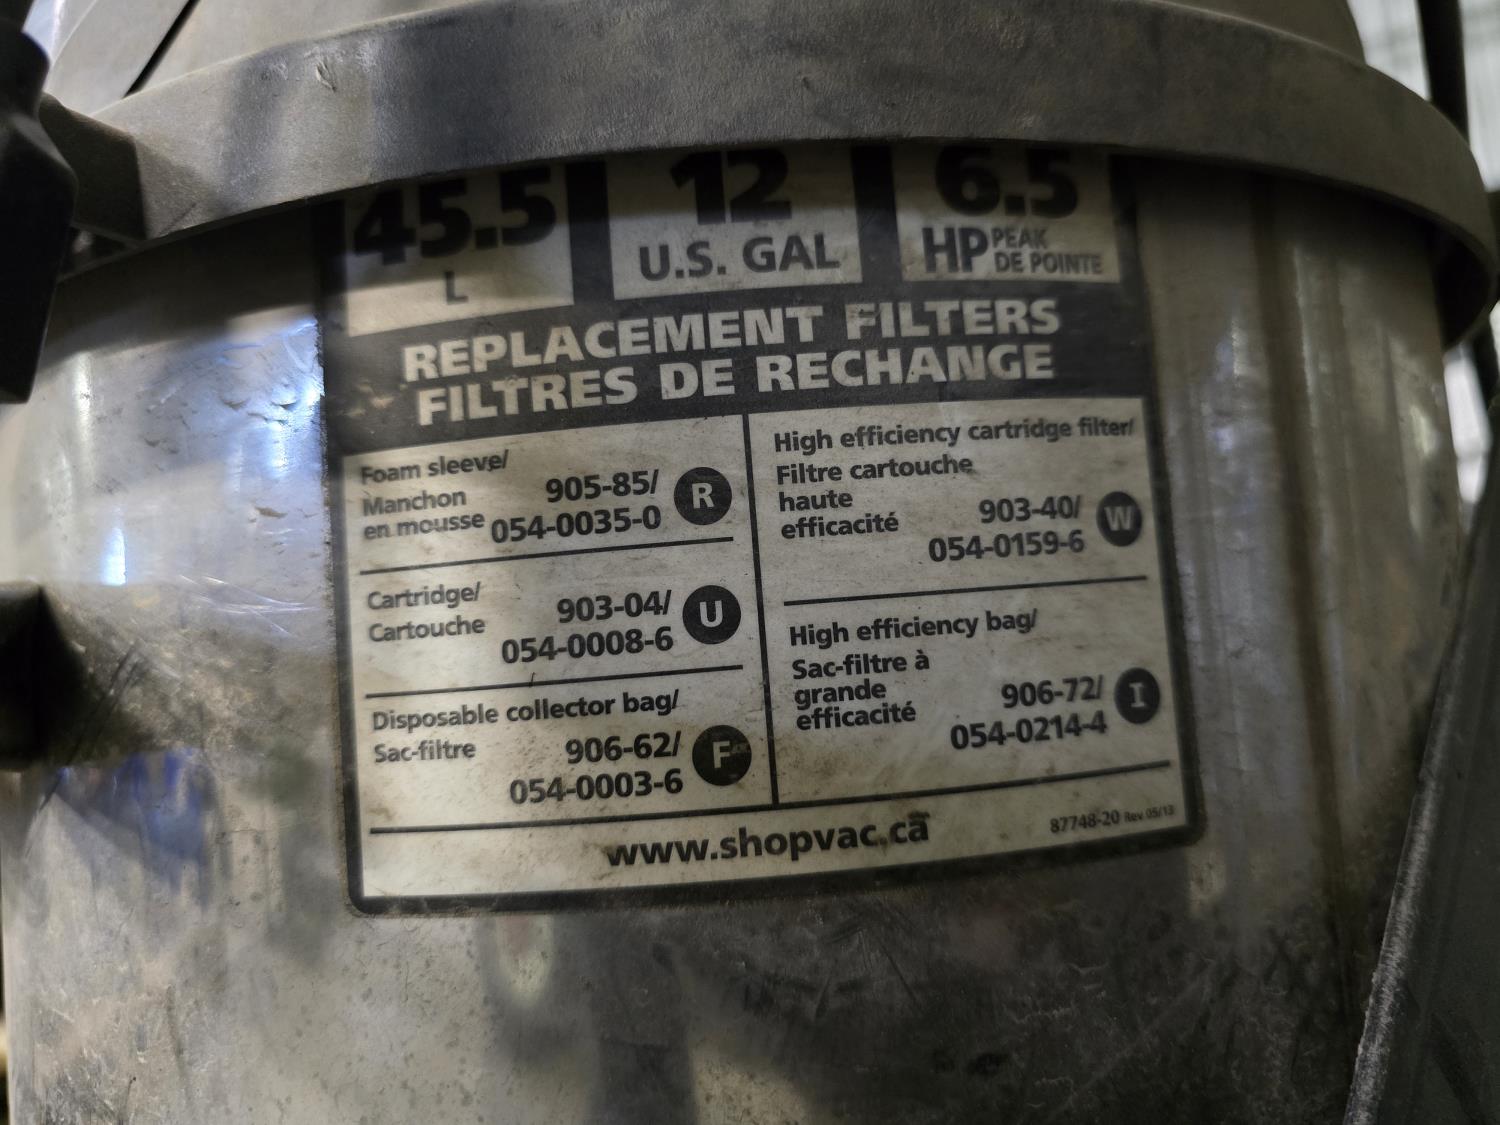 45.5
L
12
U.S. GAL
6.5
HP PEAK
DE POINTE
REPLACEMENT FILTERS
FILTRES DE RECHANGE
Foam sleeve/
Manchon
en mousse
905-85/
054-0035-0
R
Cartridge/
Cartouche
903-04/
054-0008-6
U
Disposable collector bag/
Sac-filtre
906-62/
054-0003-6
F
High efficiency cartridge filter/
Filtre cartouche
haute
efficacité
903-40/
054-0159-6
W
High efficiency bag/
Sac-filtre à
grande
efficacité
906-72/
054-0214-4
I
www.shopvac.ca
87748-20 Rev. 05/13